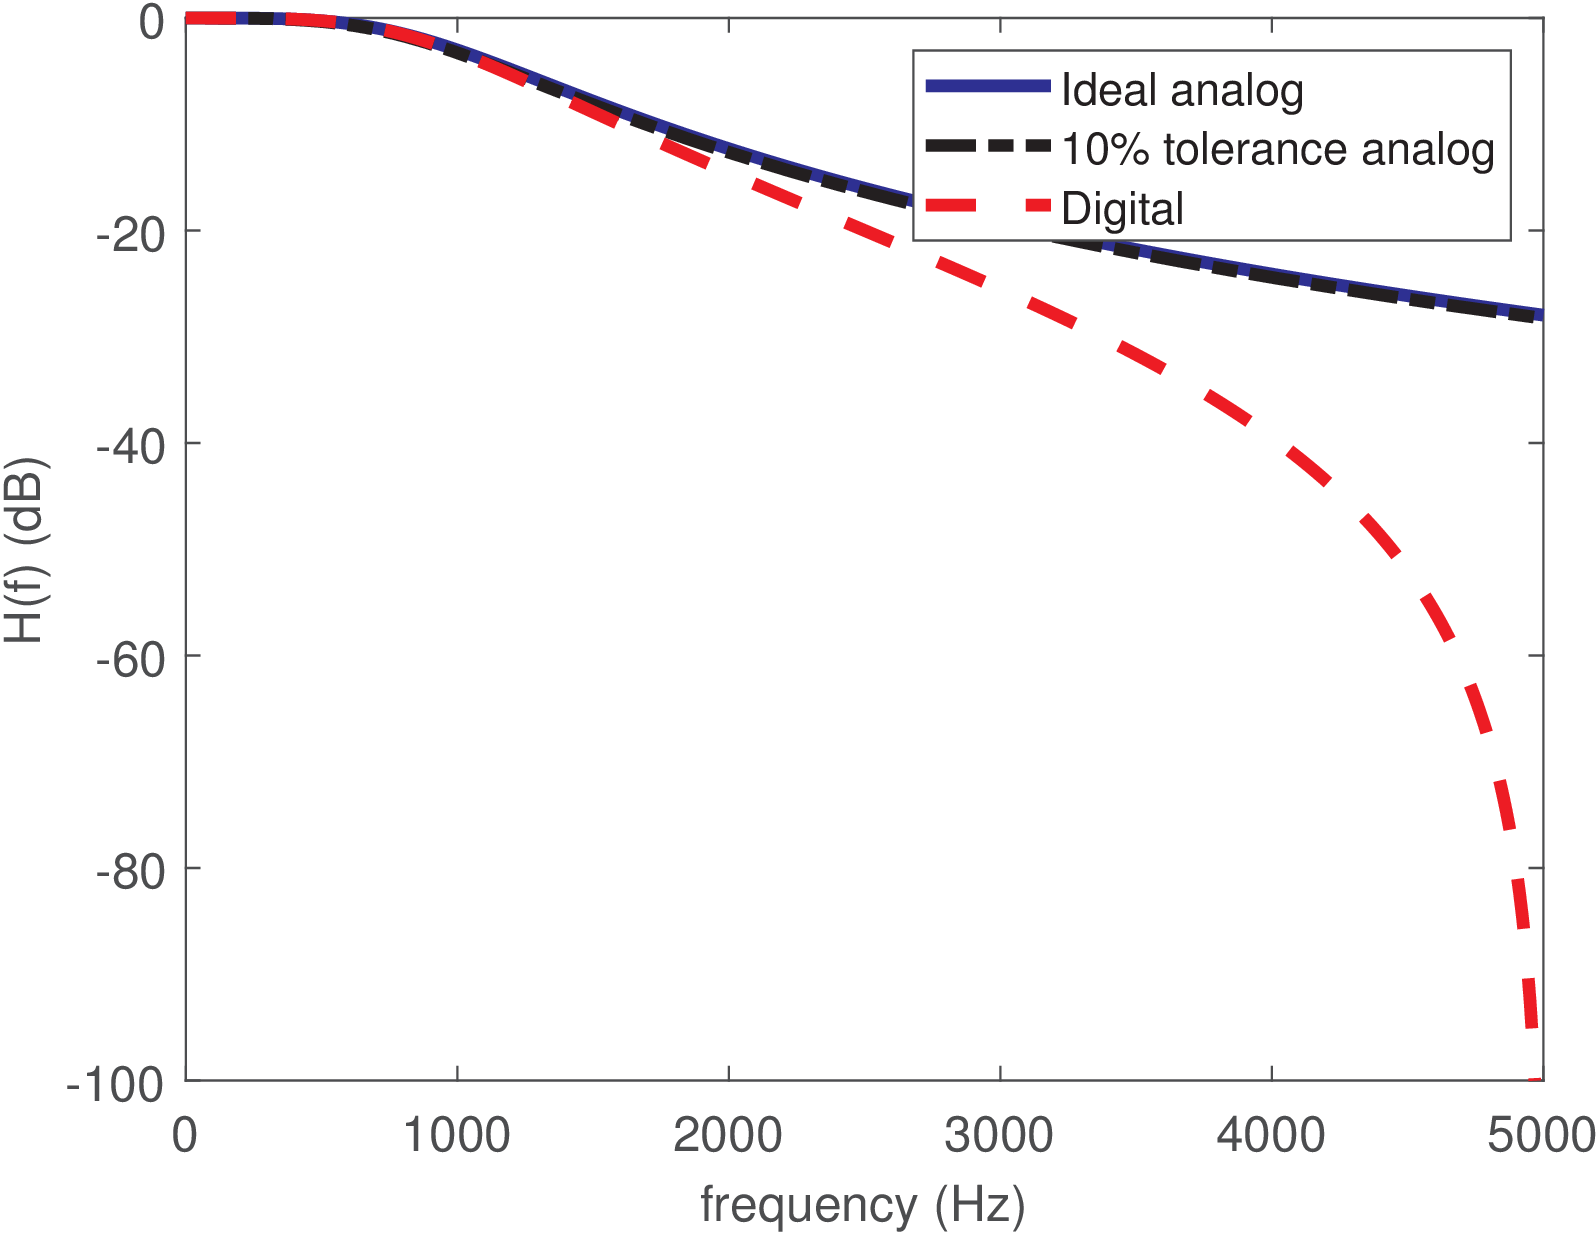 0
-20
-40
-60
-80
-100
H(f) (dB)
Ideal analog
10% tolerance analog
Digital
0 1000 2000 3000 4000 5000
frequency (Hz)